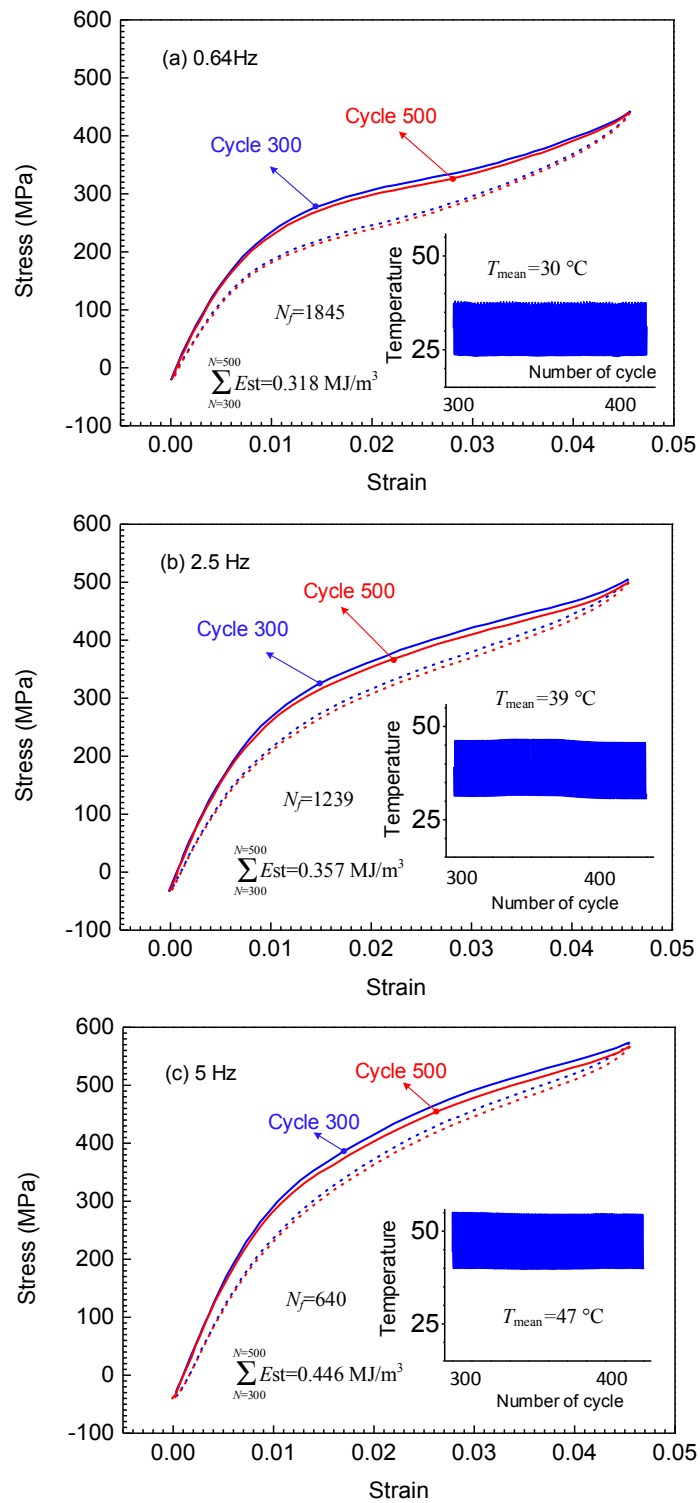 600
(a) 0.64Hz
500
Cycle 500
400
Cycle 300
300
200
100
0
-100
Stress (MPa)
50
T_mean=30 °C
25
Temperature
Number of cycle
300 400
N_f=1845
N=500
∑Est=0.318 MJ/m³
N=300
0.00 0.01 0.02 0.03 0.04 0.05
Strain
600
(b) 2.5 Hz
500
Cycle 500
400
Cycle 300
300
200
100
0
-100
Stress (MPa)
T_mean=39 °C
50
25
Temperature
300 400
Number of cycle
N_f=1239
N=500
∑Est=0.357 MJ/m³
N=300
0.00 0.01 0.02 0.03 0.04 0.05
Strain
600
(c) 5 Hz
500
Cycle 500
400
Cycle 300
300
200
100
0
-100
Stress (MPa)
50
25
Temperature
T_mean=47 °C
300 400
Number of cycle
N_f=640
N=500
∑Est=0.446 MJ/m³
N=300
0.00 0.01 0.02 0.03 0.04 0.05
Strain